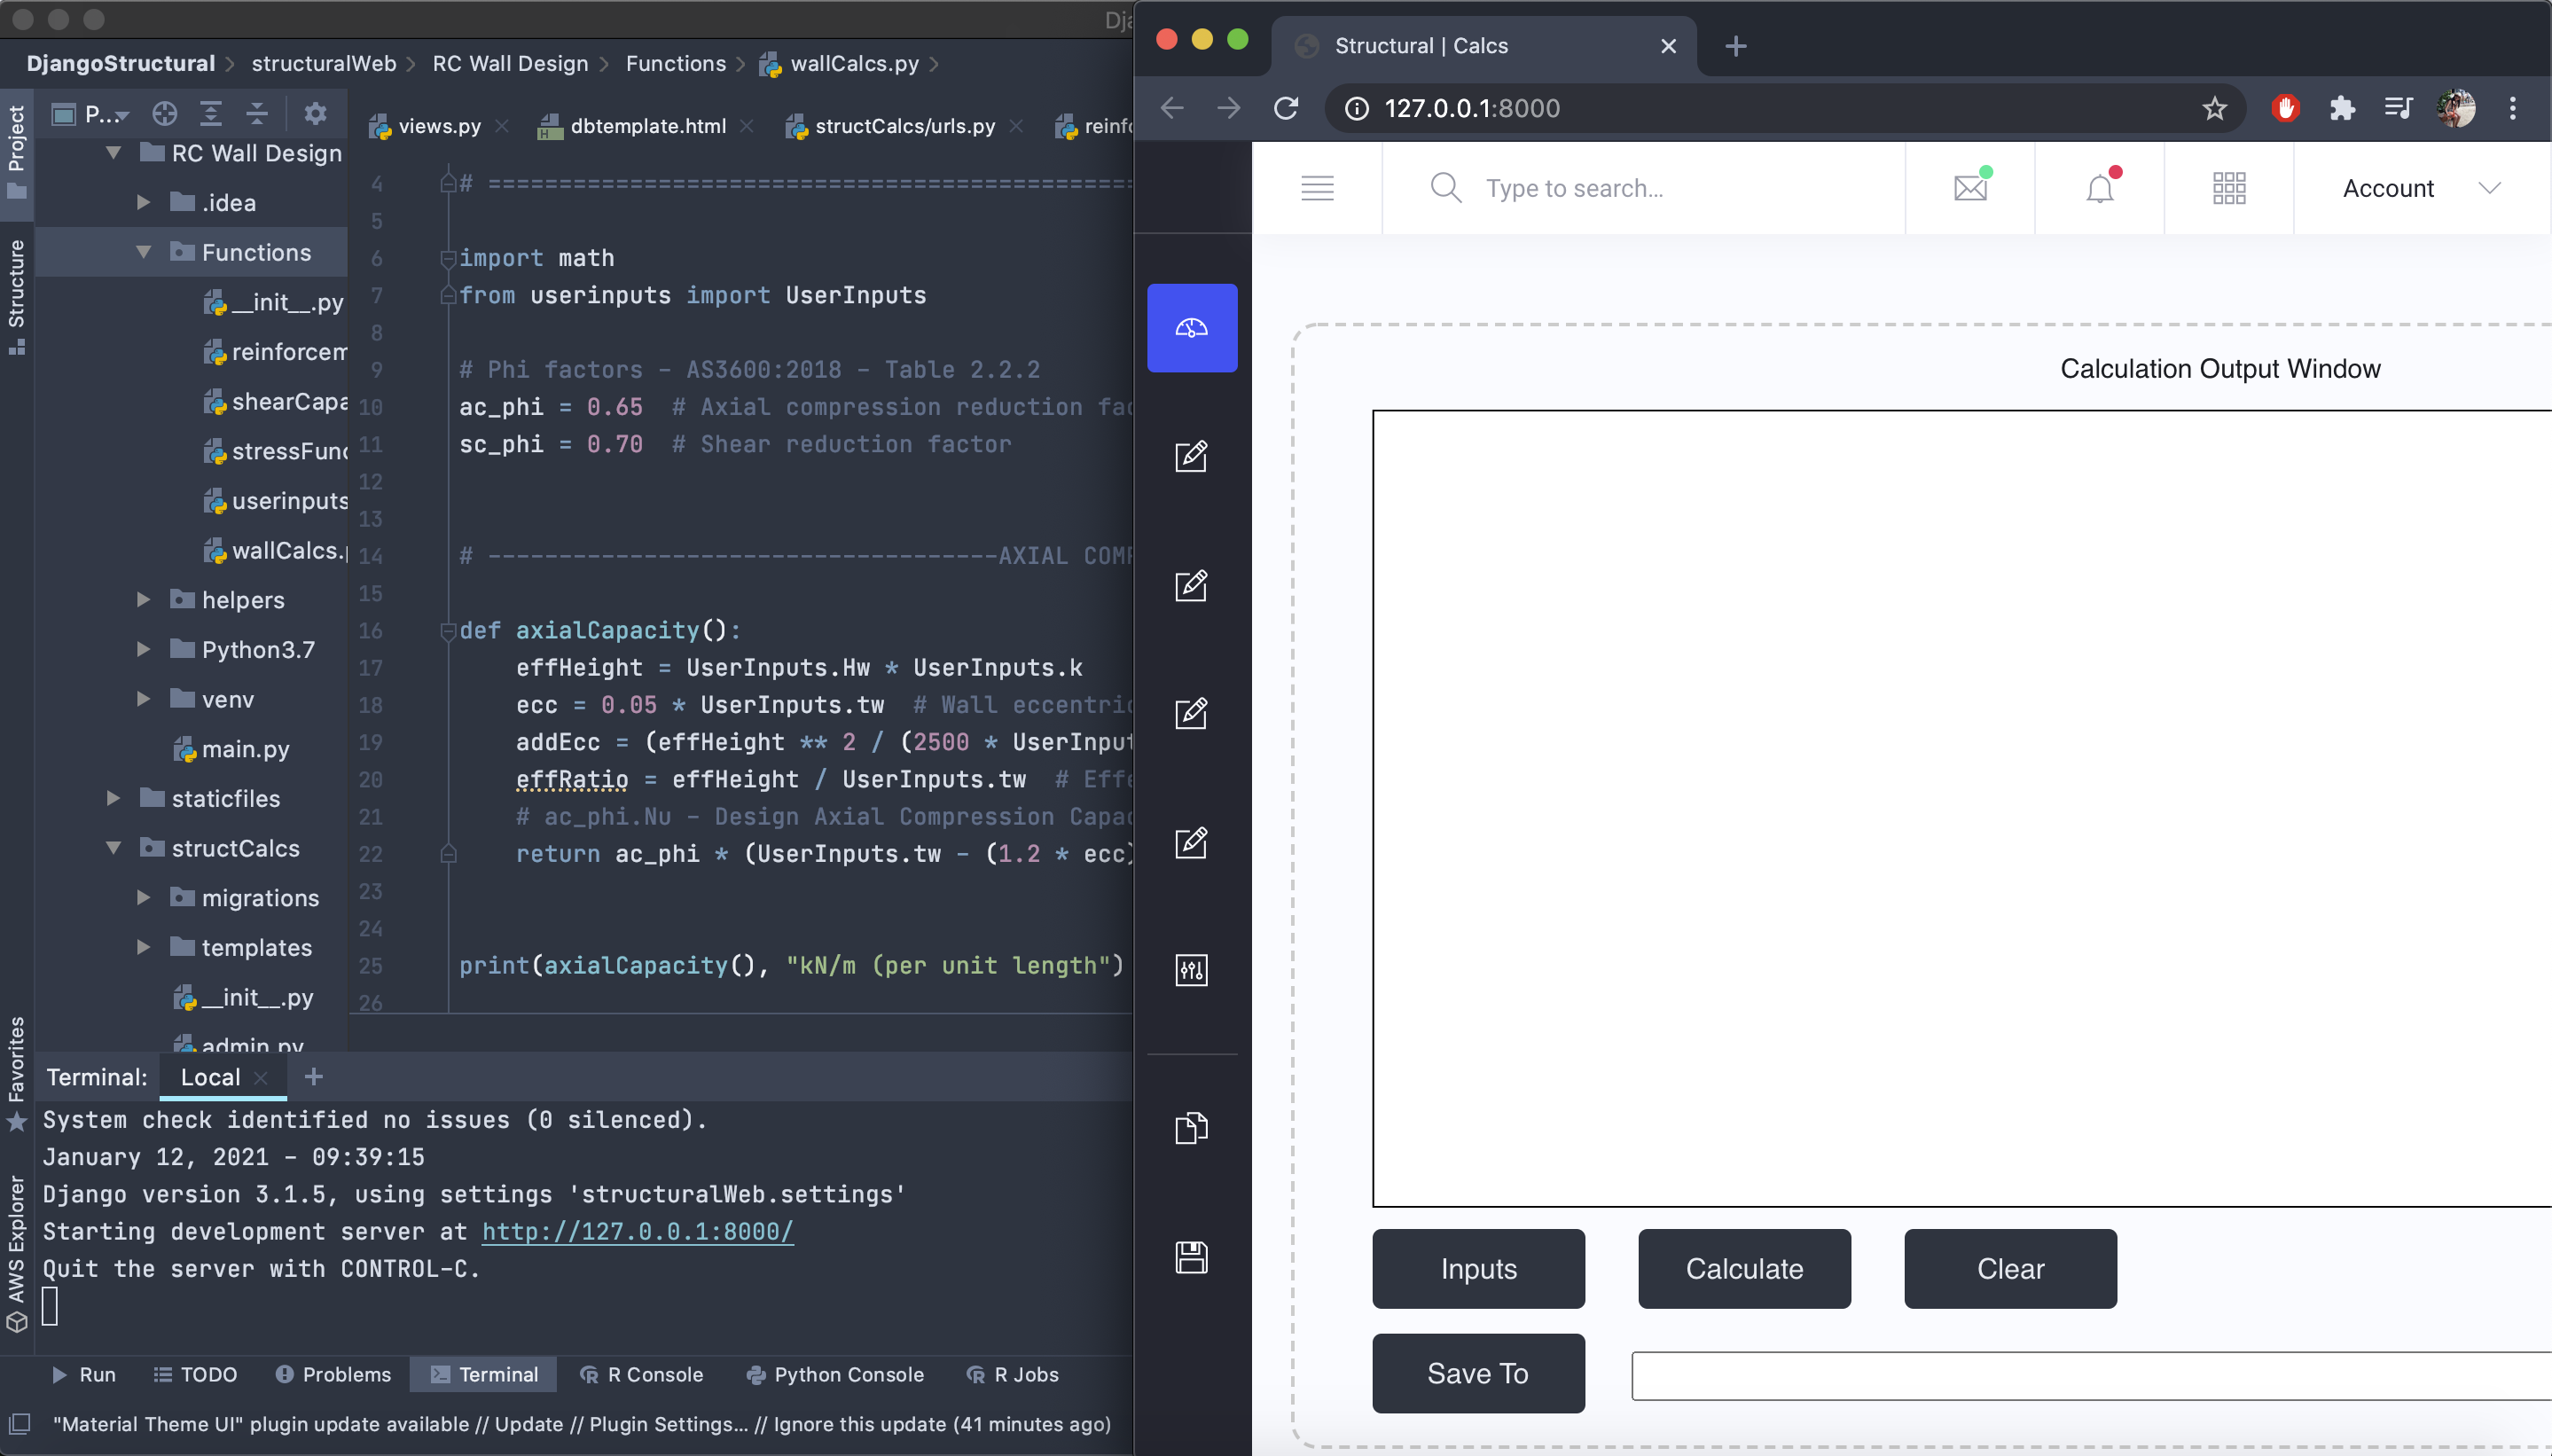 Dja
DjangoStructural
structuralWeb
RC Wall Design
Functions
wallCalcs.py
Project
Structure
Favorites
AWS Explorer
P...
RC Wall Design
.idea
Functions
__init__.py
reinforcem
shearCapa
stressFunc
userinputs
wallCalcs.p
helpers
Python3.7
venv
main.py
staticfiles
structCalcs
migrations
templates
__init__.py
admin.py
views.py
dbtemplate.html
structCalcs/urls.py
reinfo
4 # ==============================================
5
6 import math
7 from userinputs import UserInputs
8
9 # Phi factors - AS3600:2018 - Table 2.2.2
10 ac_phi = 0.65 # Axial compression reduction fac
11 sc_phi = 0.70 # Shear reduction factor
12
13
14 # ------------------------------------AXIAL COMP
15
16 def axialCapacity():
17 effHeight = UserInputs.Hw * UserInputs.k
18 ecc = 0.05 * UserInputs.tw # Wall eccentric
19 addEcc = (effHeight ** 2 / (2500 * UserInput
20 effRatio = effHeight / UserInputs.tw # Effe
21 # ac_phi.Nu - Design Axial Compression Capac
22 return ac_phi * (UserInputs.tw - (1.2 * ecc)
23
24
25 print(axialCapacity(), "kN/m (per unit length")
26
Terminal:
Local
System check identified no issues (0 silenced).
January 12, 2021 - 09:39:15
Django version 3.1.5, using settings 'structuralWeb.settings'
Starting development server at http://127.0.0.1:8000/
Quit the server with CONTROL-C.
Run
TODO
Problems
Terminal
R Console
Python Console
R Jobs
"Material Theme UI" plugin update available // Update // Plugin Settings... // Ignore this update (41 minutes ago)
Structural | Calcs
127.0.0.1:8000
Type to search...
Account
Calculation Output Window
Inputs
Calculate
Clear
Save To